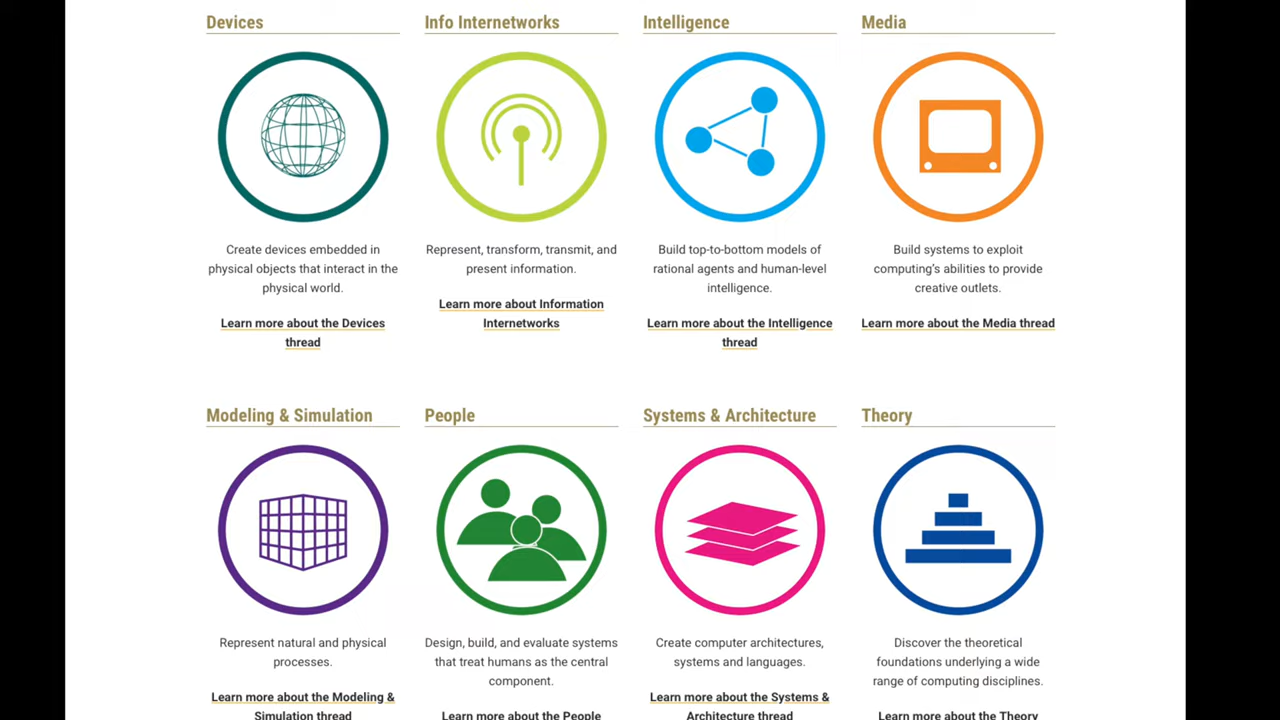 Devices
Create devices embedded in
physical objects that interact in the
physical world.
Learn more about the Devices
thread
Info Internetworks
Represent, transform, transmit, and
present information.
Learn more about Information
Internetworks
Intelligence
Build top-to-bottom models of
rational agents and human-level
intelligence.
Learn more about the Intelligence
thread
Media
Build systems to exploit
computing’s abilities to provide
creative outlets.
Learn more about the Media thread
Modeling & Simulation
Represent natural and physical
processes.
Learn more about the Modeling &
Simulation thread
People
Design, build, and evaluate systems
that treat humans as the central
component.
Learn more about the People
Systems & Architecture
Create computer architectures,
systems and languages.
Learn more about the Systems &
Architecture thread
Theory
Discover the theoretical
foundations underlying a wide
range of computing disciplines.
Learn more about the Theory